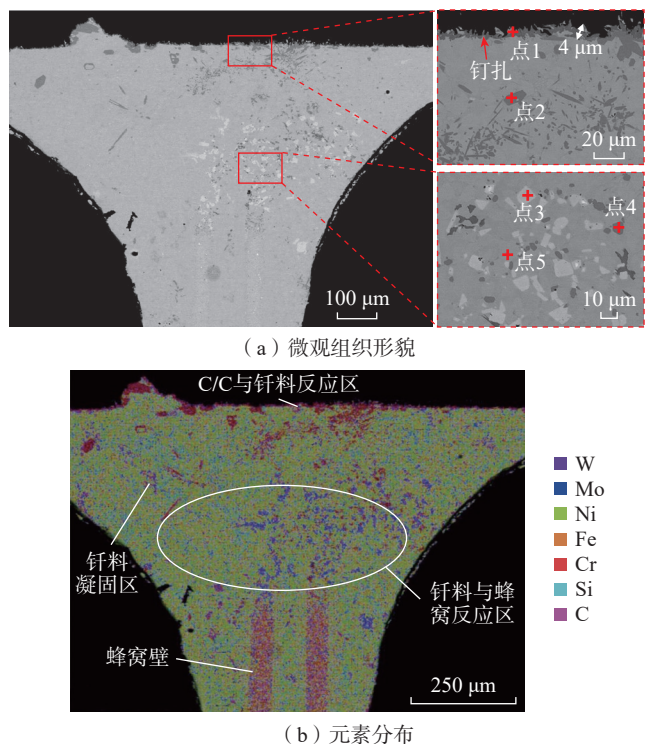 点1
4 μm
钉扎
点2
20 μm
点3
点4
点5
100 μm
10 μm
（a）微观组织形貌
C/C与钎料反应区
钎料
凝固区
钎料与蜂
窝反应区
蜂窝壁
250 μm
W
Mo
Ni
Fe
Cr
Si
C
（b）元素分布